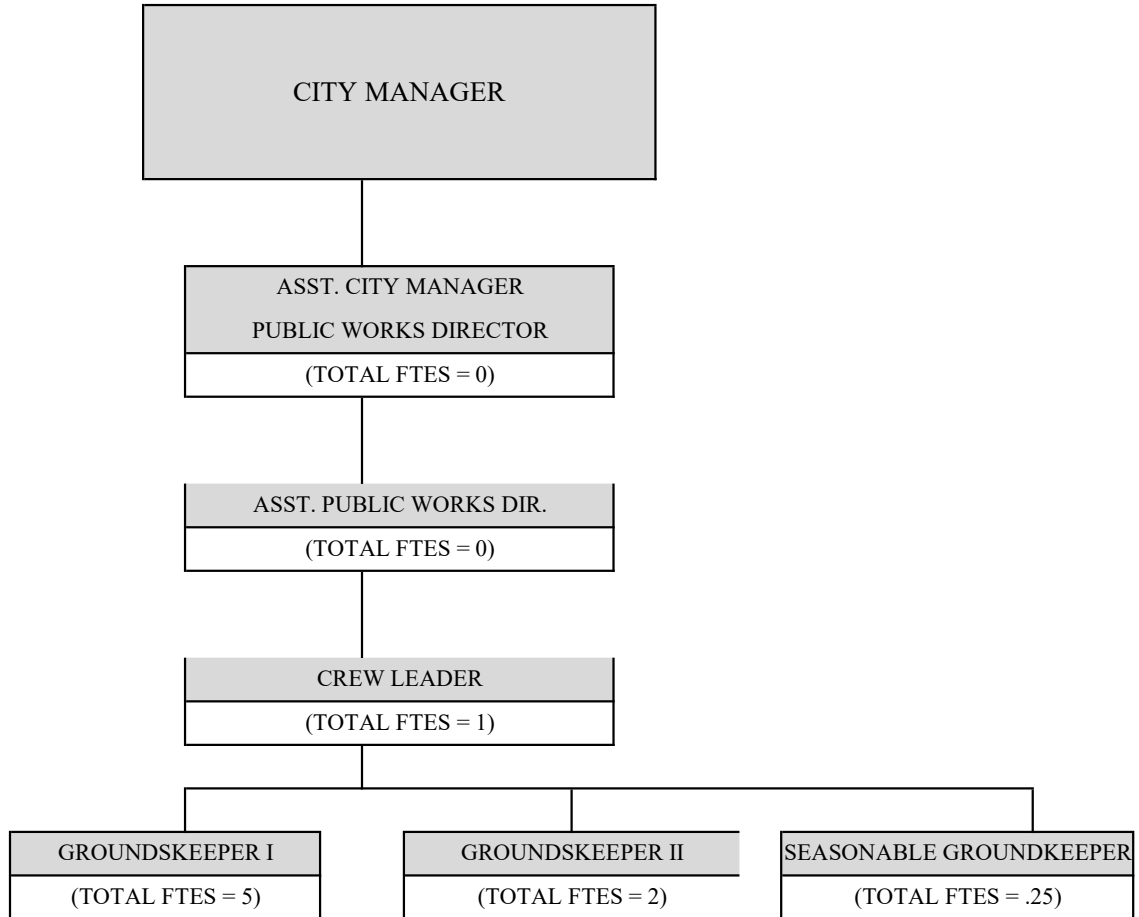 CITY MANAGER
ASST. CITY MANAGER
PUBLIC WORKS DIRECTOR
(TOTAL FTES = 0)
ASST. PUBLIC WORKS DIR.
(TOTAL FTES = 0)
CREW LEADER
(TOTAL FTES = 1)
GROUNDSKEEPER I
(TOTAL FTES = 5)
GROUNDSKEEPER II
(TOTAL FTES = 2)
SEASONABLE GROUNDKEEPER
(TOTAL FTES = .25)